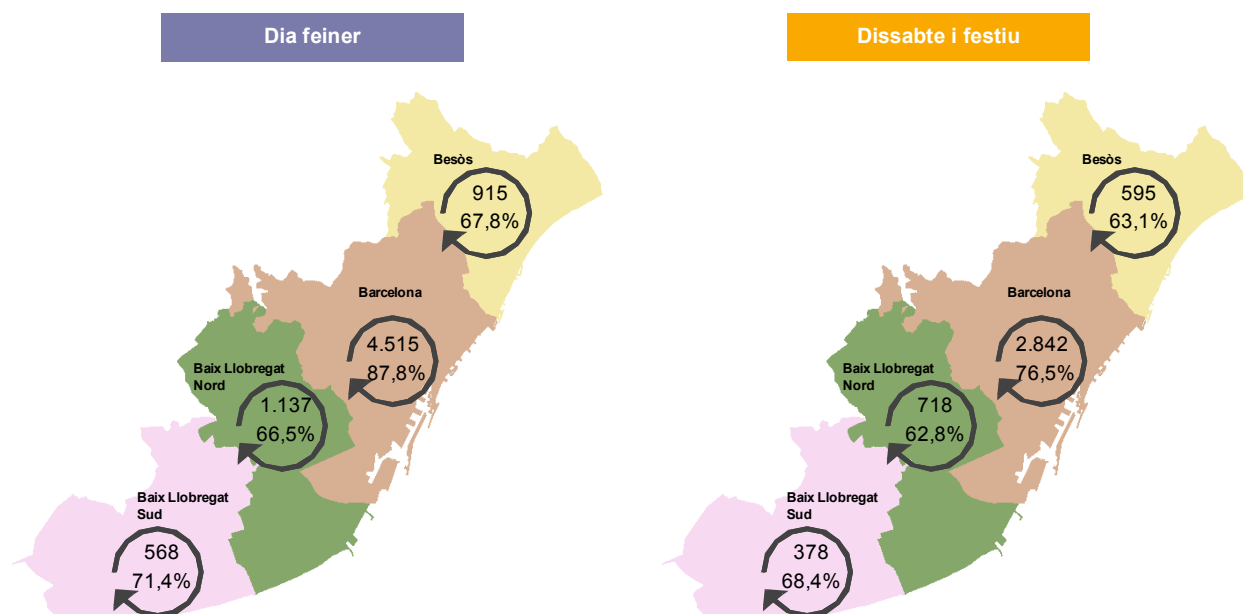 Dia feiner
Besòs
915
67,8%
Barcelona
4.515
87,8%
Baix Llobregat
Nord
1.137
66,5%
Baix Llobregat
Sud
568
71,4%
Dissabte i festiu
Besòs
595
63,1%
Barcelona
2.842
76,5%
Baix Llobregat
Nord
718
62,8%
Baix Llobregat
Sud
378
68,4%